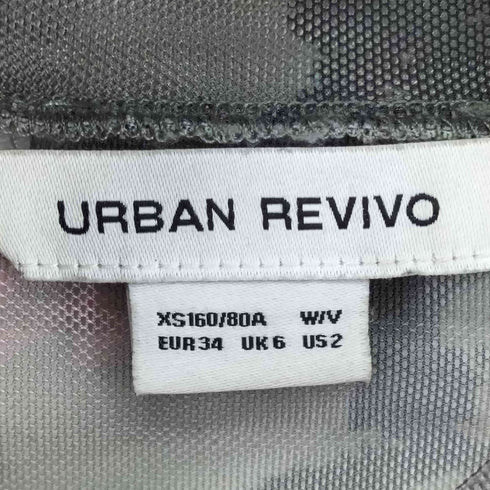 URBAN REVIVO
XS160/80A W/V
EUR34 UK6 US2